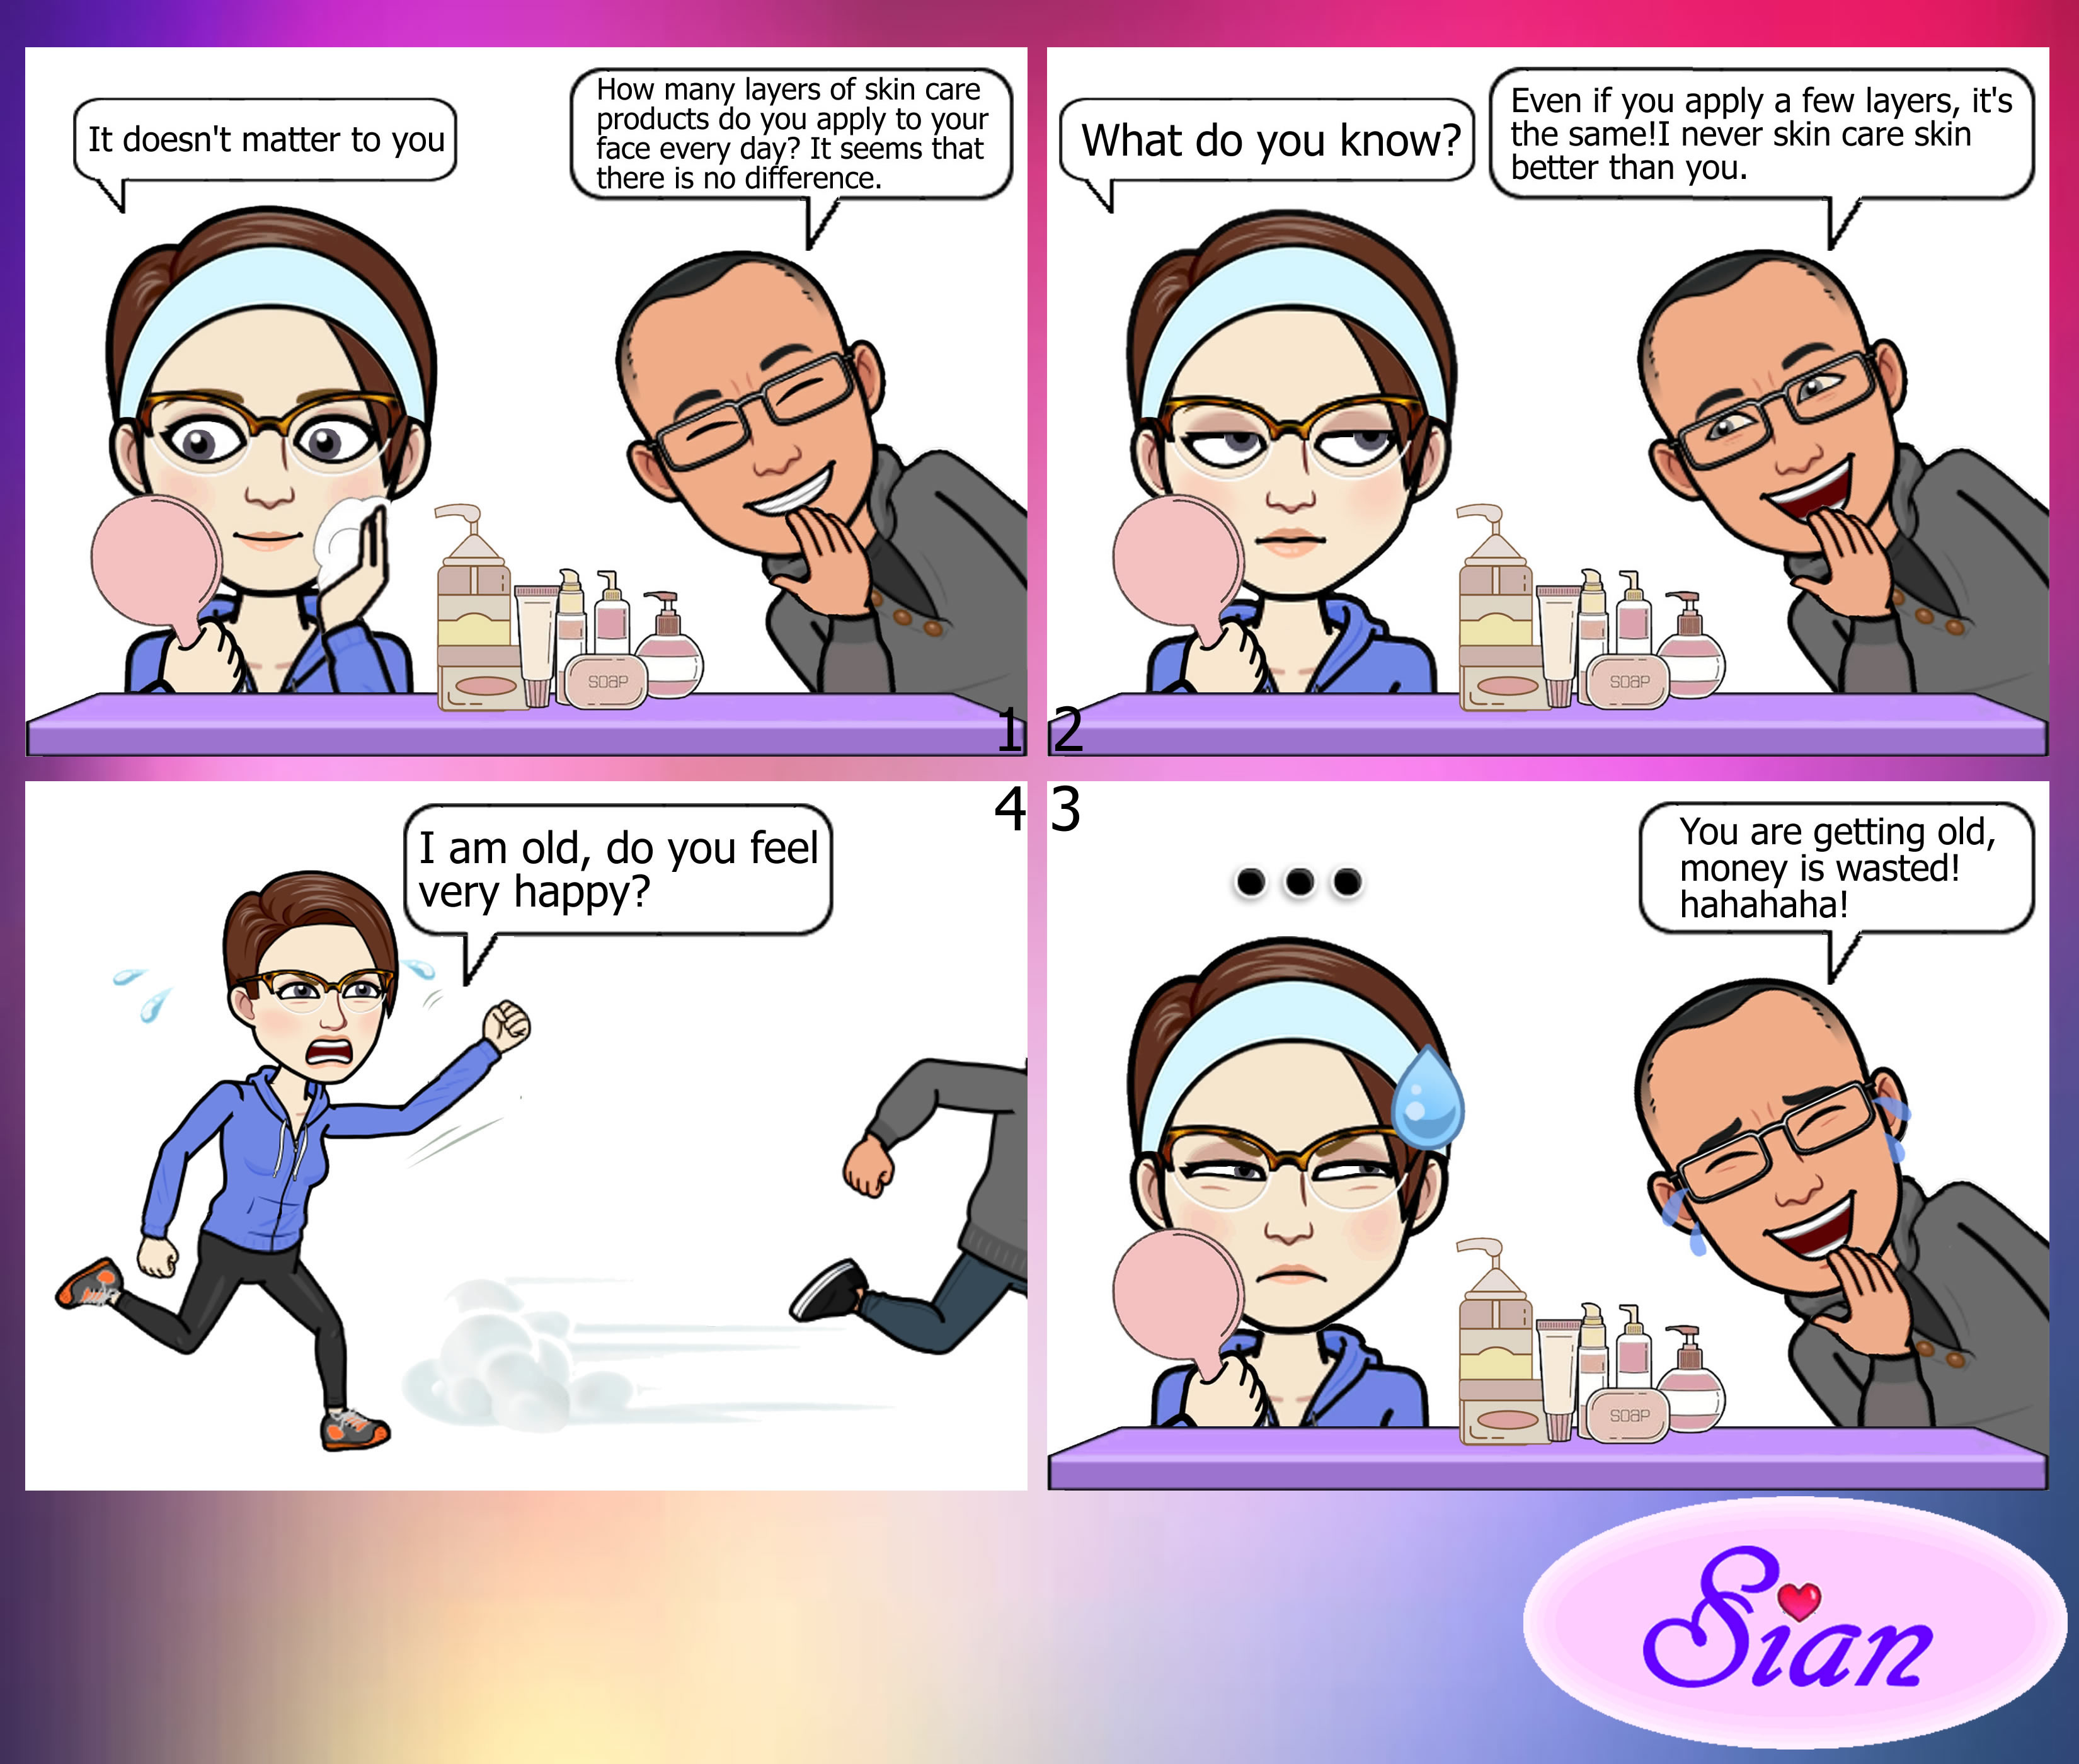 It doesn't matter to you
How many layers of skin care
products do you apply to your
face every day? It seems that
there is no difference.
SOAP
1
What do you know?
Even if you apply a few layers, it's
the same!I never skin care skin
better than you.
SOAP
2
3
You are getting old,
money is wasted!
hahahaha!
SOAP
4
I am old, do you feel
very happy?
Sian